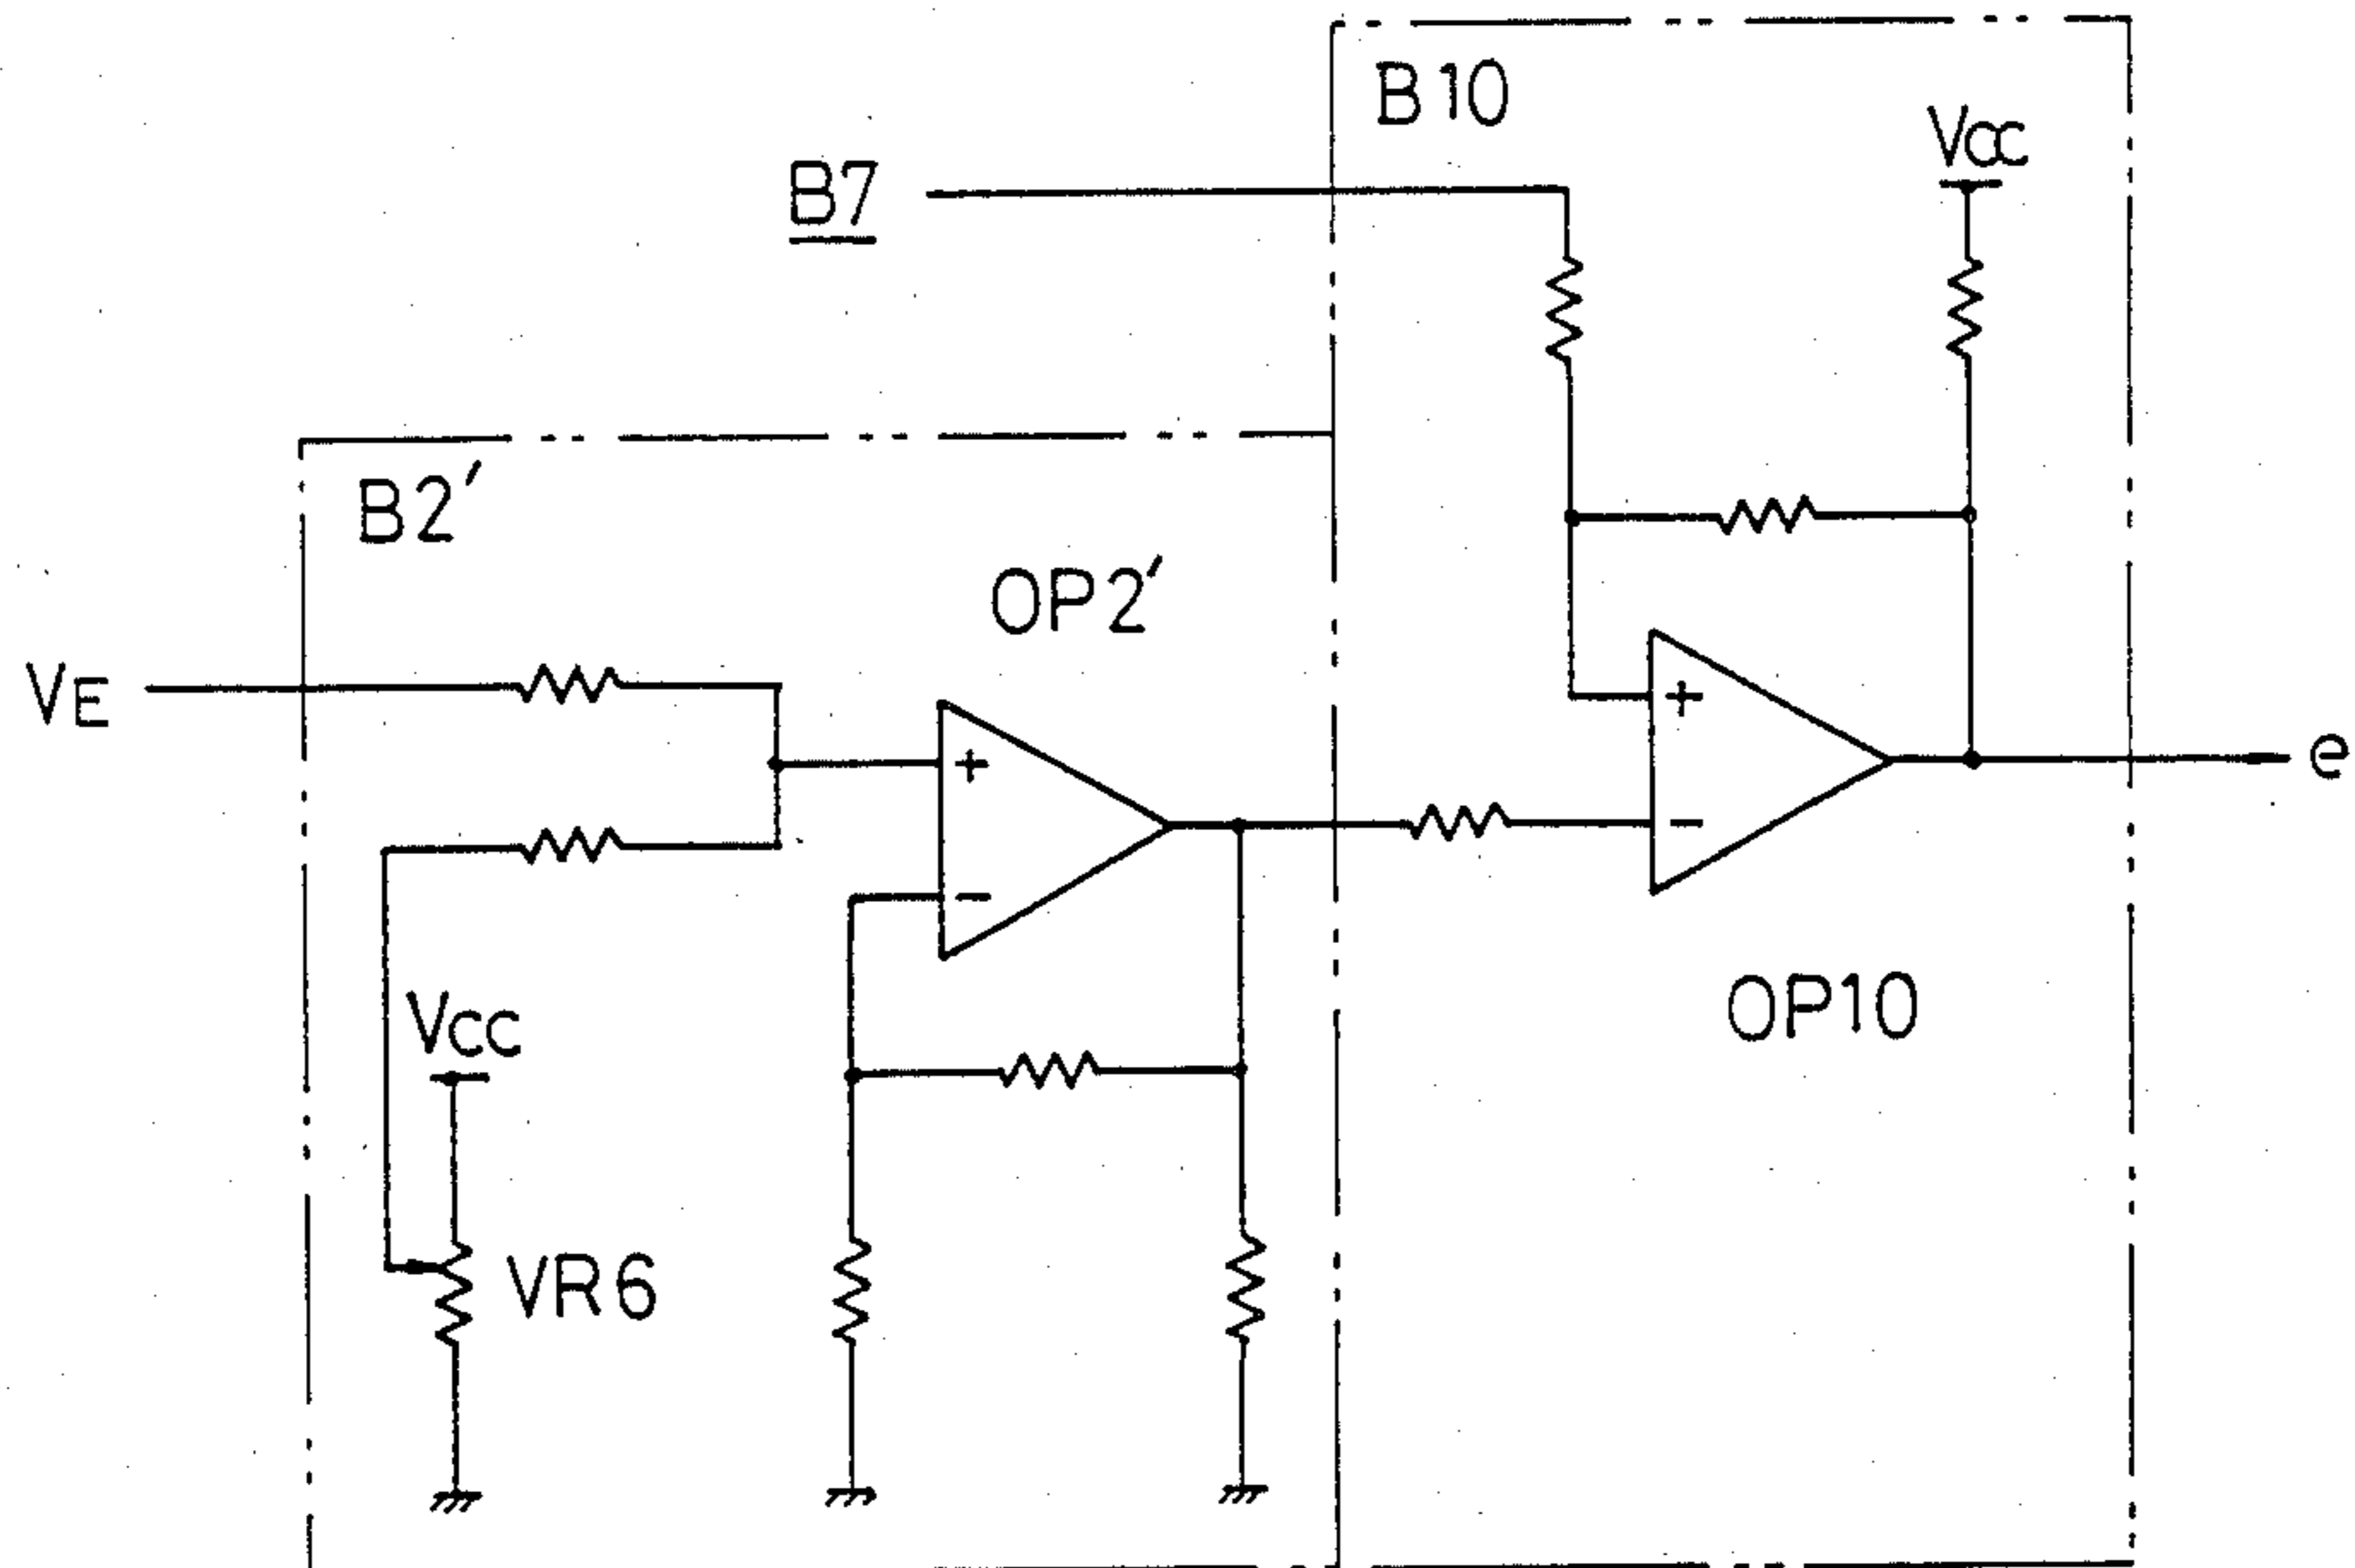 B10
VCC
B7
B2′
OP2′
VE
+
+
e
−
−
OP10
VCC
VR6